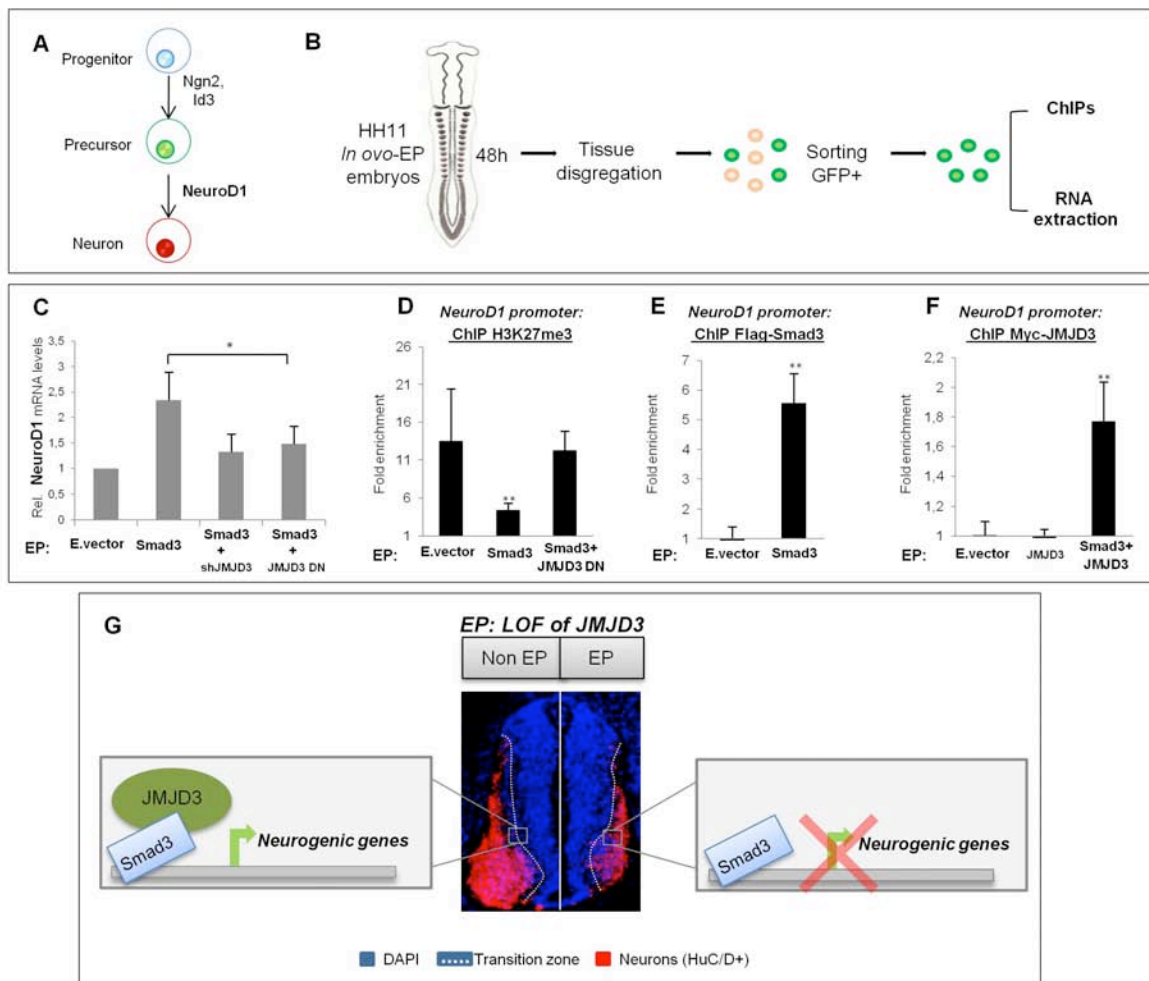 A
Progenitor
Ngn2,
Id3
Precursor
NeuroD1
Neuron
B
HH11
In ovo-EP
embryos
48h
Tissue
disgregation
Sorting
GFP+
ChIPs
RNA
extraction
C
Rel. NeuroD1 mRNA levels
3,5
3
2,5
2
1,5
1
0,5
0
*
EP:
E.vector
Smad3
Smad3
+
shJMJD3
Smad3
+
JMJD3 DN
D
NeuroD1 promoter:
ChIP H3K27me3
Fold enrichment
26
21
16
11
6
1
**
EP:
E.vector
Smad3
Smad3+
JMJD3 DN
E
NeuroD1 promoter:
ChIP Flag-Smad3
Fold enrichment
7
6
5
4
3
2
1
**
EP:
E.vector
Smad3
F
NeuroD1 promoter:
ChIP Myc-JMJD3
Fold enrichment
2,2
2
1,8
1,6
1,4
1,2
1
**
EP:
E.vector
JMJD3
Smad3+
JMJD3
G
EP: LOF of JMJD3
Non EP
EP
JMJD3
Smad3
Neurogenic genes
Smad3
Neurogenic genes
DAPI
Transition zone
Neurons (HuC/D+)